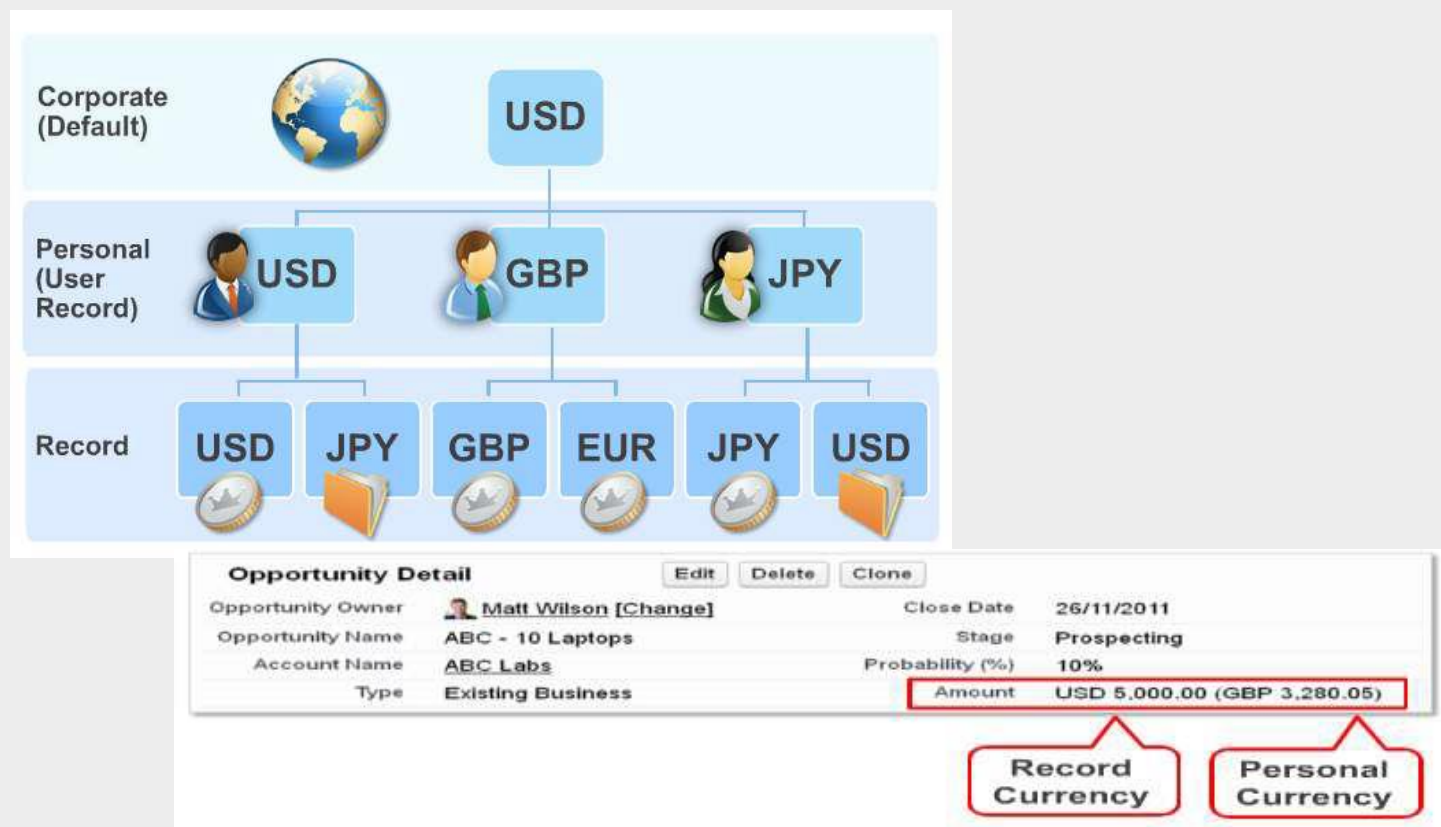 Corporate
(Default)
USD
Personal
(User
Record)
USD
GBP
JPY
Record
USD
JPY
GBP
EUR
JPY
USD
Opportunity Detail
Edit
Delete
Clone
Opportunity Owner
Matt Wilson [Change]
Close Date
26/11/2011
Opportunity Name
ABC - 10 Laptops
Stage
Prospecting
Account Name
ABC Labs
Probability (%)
10%
Type
Existing Business
Amount
USD 5,000.00 (GBP 3,280.05)
Record
Currency
Personal
Currency